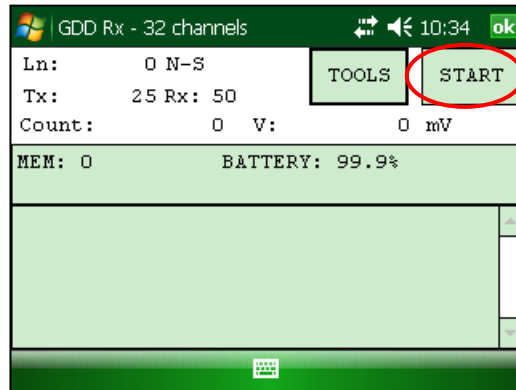 GDD Rx - 32 channels 10:34 ok
Ln: 0 N-S
TOOLS START
Tx: 25 Rx: 50
Count: 0 V: 0 mV
MEM: 0 BATTERY: 99.9%